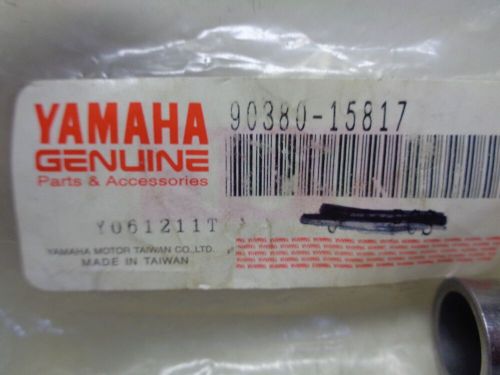 YAMAHA
GENUINE
Parts & Accessories
90380-15817
Y061211T
YAMAHA MOTOR TAIWAN CO.,LTD.
MADE IN TAIWAN